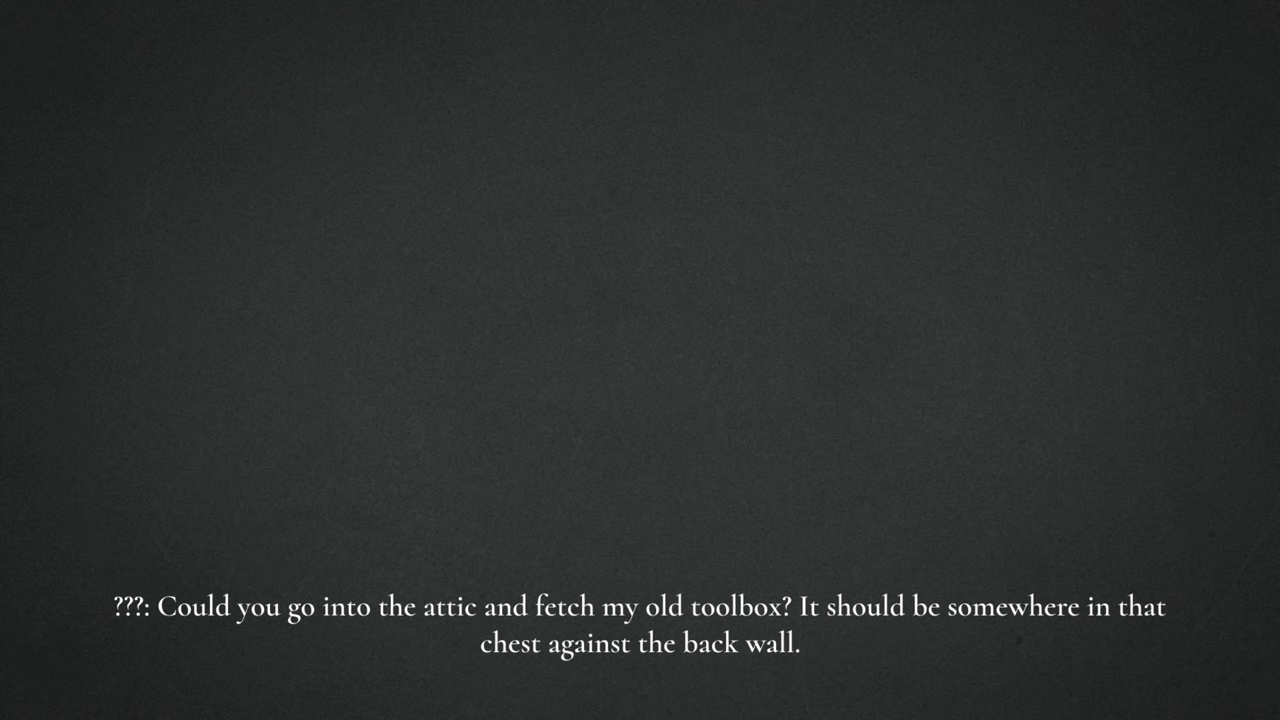 ???: Could you go into the attic and fetch my old toolbox? It should be somewhere in that
chest against the back wall.